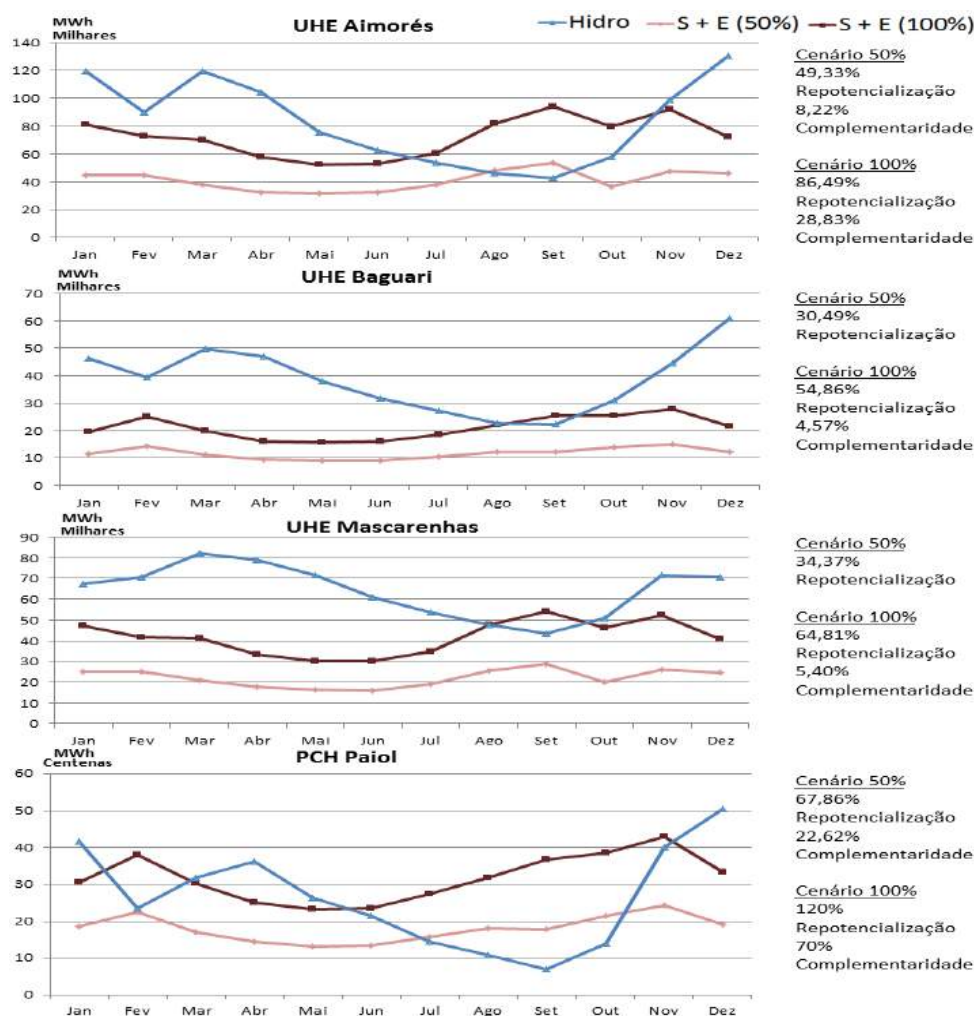 UHE Aimorés
Hidro S + E (50%) S + E (100%)
MWh
Milhares
140
120
100
80
60
40
20
0
Jan Fev Mar Abr Mai Jun Jul Ago Set Out Nov Dez
Cenário 50%
49,33%
Repotencialização
8,22%
Complementaridade
Cenário 100%
86,49%
Repotencialização
28,83%
Complementaridade
UHE Baguari
MWh
Milhares
70
60
50
40
30
20
10
0
Jan Fev Mar Abr Mai Jun Jul Ago Set Out Nov Dez
Cenário 50%
30,49%
Repotencialização
Cenário 100%
54,86%
Repotencialização
4,57%
Complementaridade
UHE Mascarenhas
MWh
Milhares
90
80
70
60
50
40
30
20
10
0
Jan Fev Mar Abr Mai Jun Jul Ago Set Out Nov Dez
Cenário 50%
34,37%
Repotencialização
Cenário 100%
64,81%
Repotencialização
5,40%
Complementaridade
PCH Paiol
MWh
Centenas
60
50
40
30
20
10
0
Jan Fev Mar Abr Mai Jun Jul Ago Set Out Nov Dez
Cenário 50%
67,86%
Repotencialização
22,62%
Complementaridade
Cenário 100%
120%
Repotencialização
70%
Complementaridade